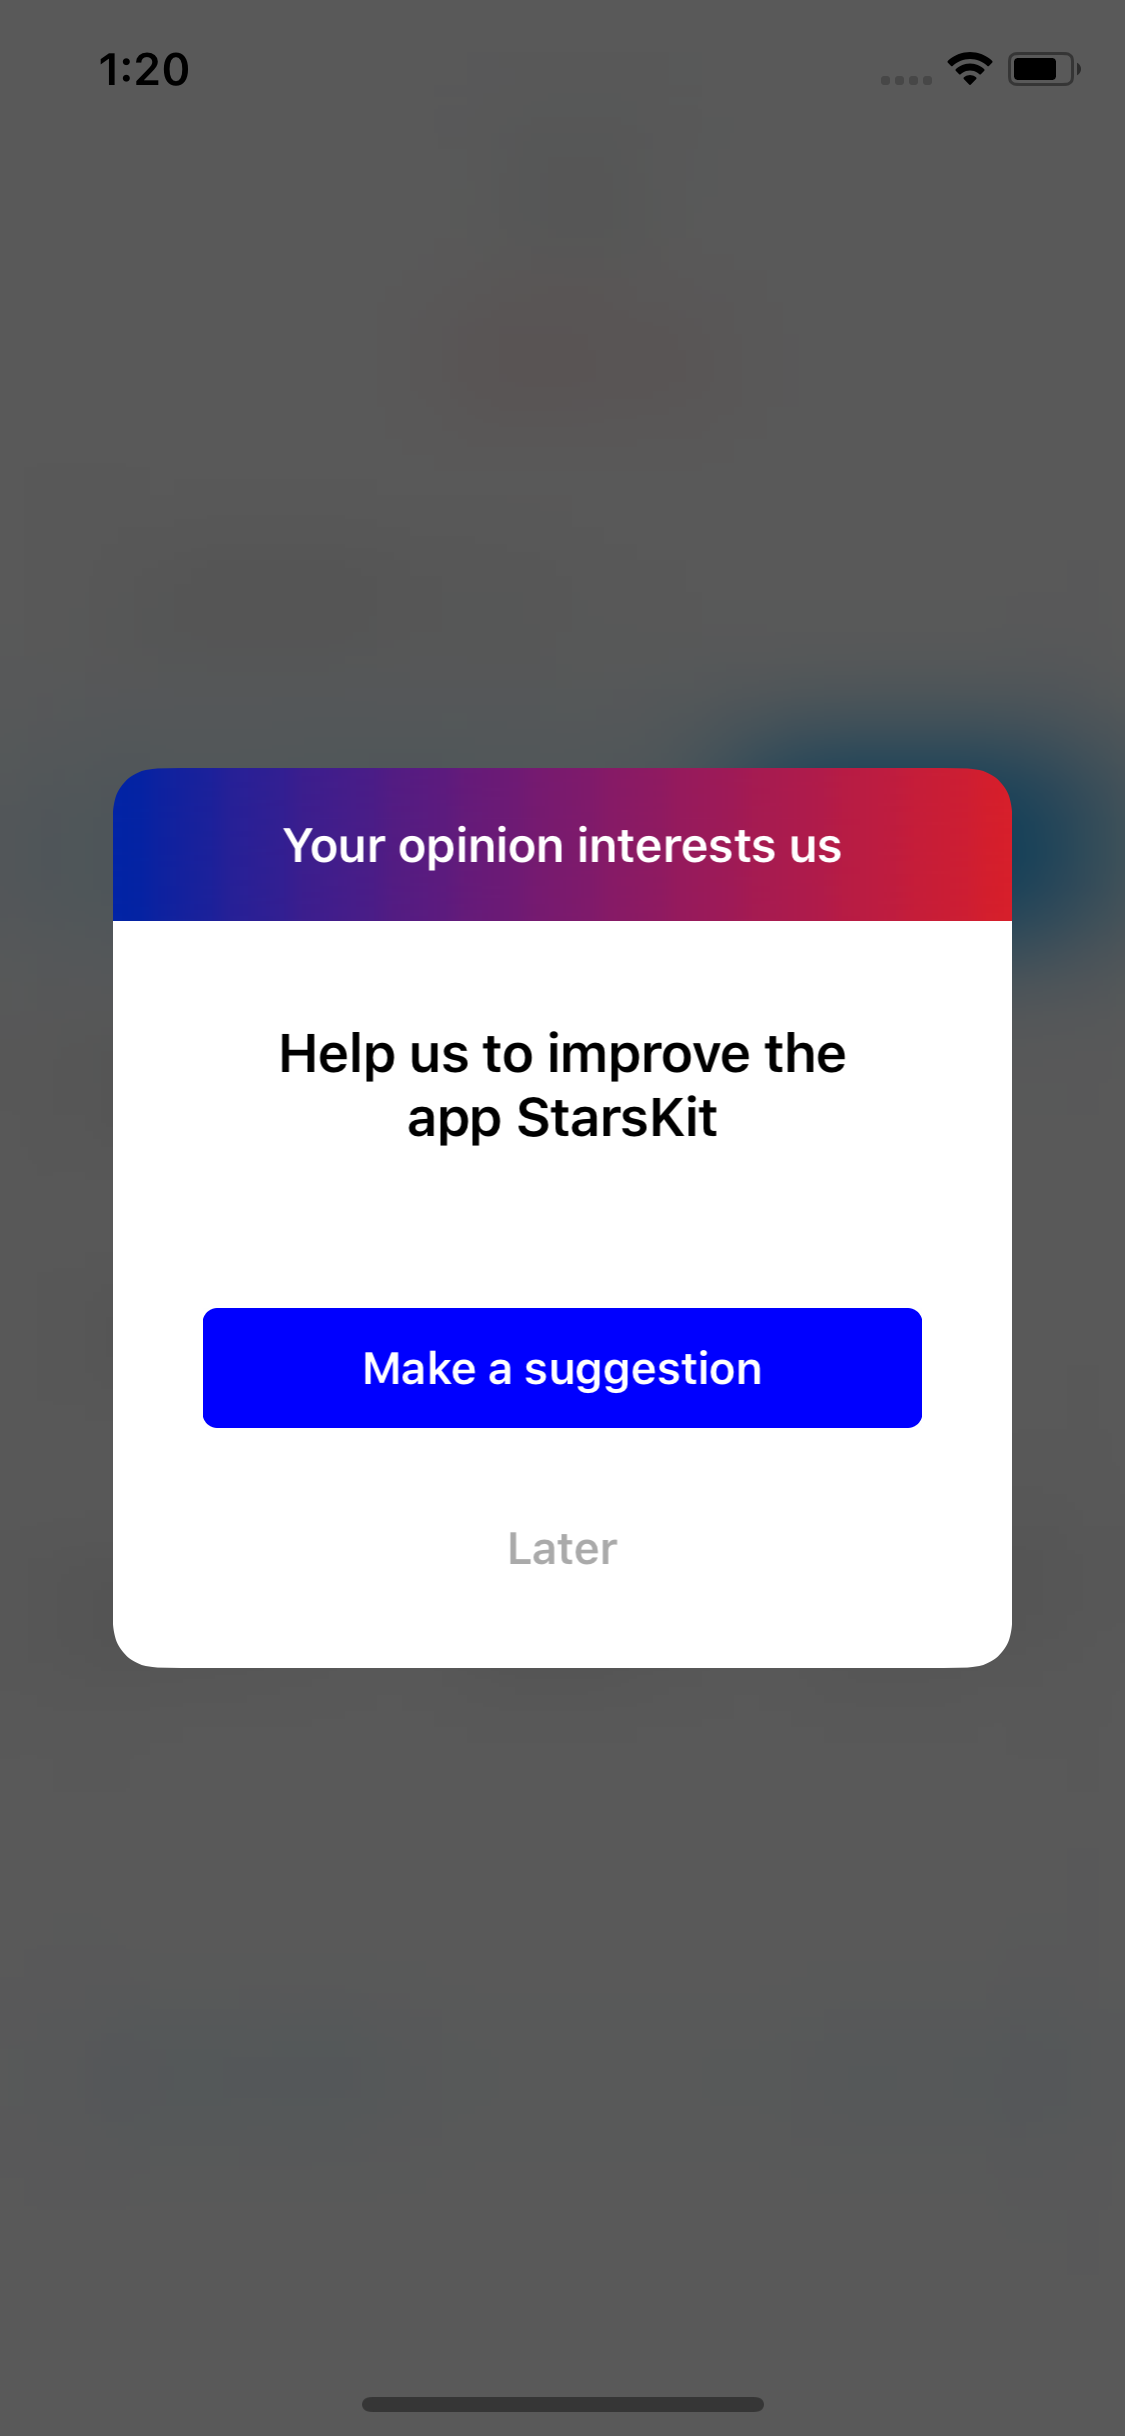 1:20
Your opinion interests us
Help us to improve the
app StarsKit
Make a suggestion
Later